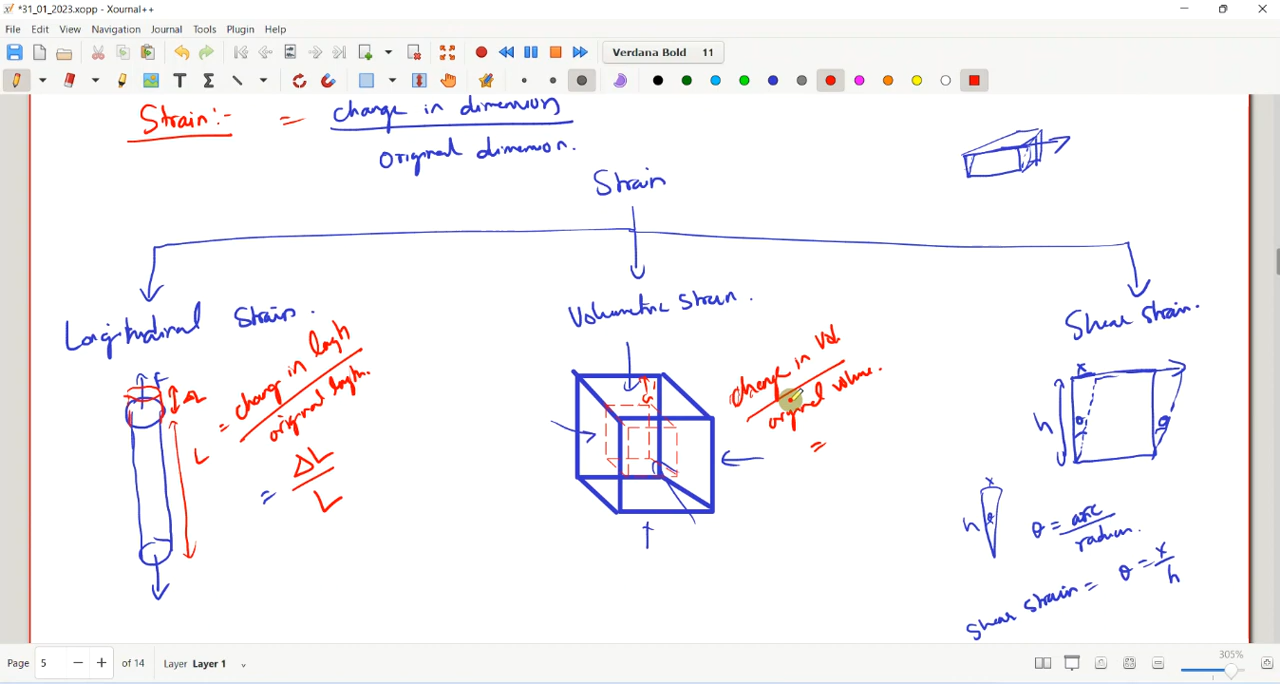 *31_01_2023.xopp - Xournal++
File Edit View Navigation Journal Tools Plugin Help
Verdana Bold 11
Strain:- = change in dimension
original dimension.
Strain
Longitudinal Strain.
Volumetric Strain.
Shear Strain.
F
ΔL
L
= chang in length
original length.
= ΔL
L
change in Vol
original volume.
=
x
h
θ
θ
x
h
θ
θ = arc
radius.
Shear strain = θ = x
h
Page 5 of 14 Layer Layer 1
305%